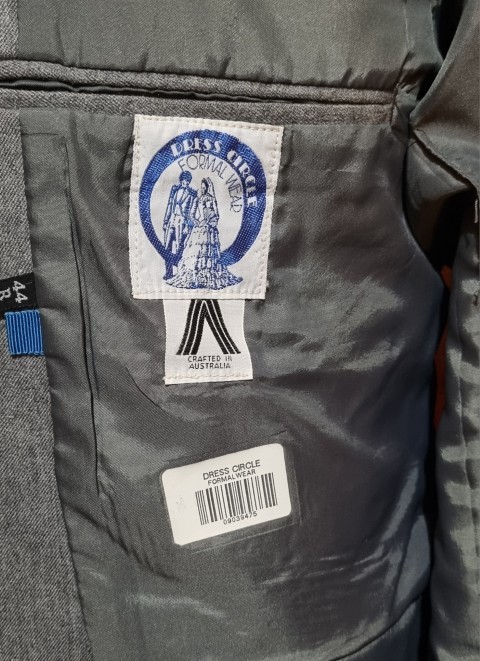 DRESS CIRCLE
FORMAL WEAR
44
R
CRAFTED IN
AUSTRALIA
DRESS CIRCLE
FORMALWEAR
09039475